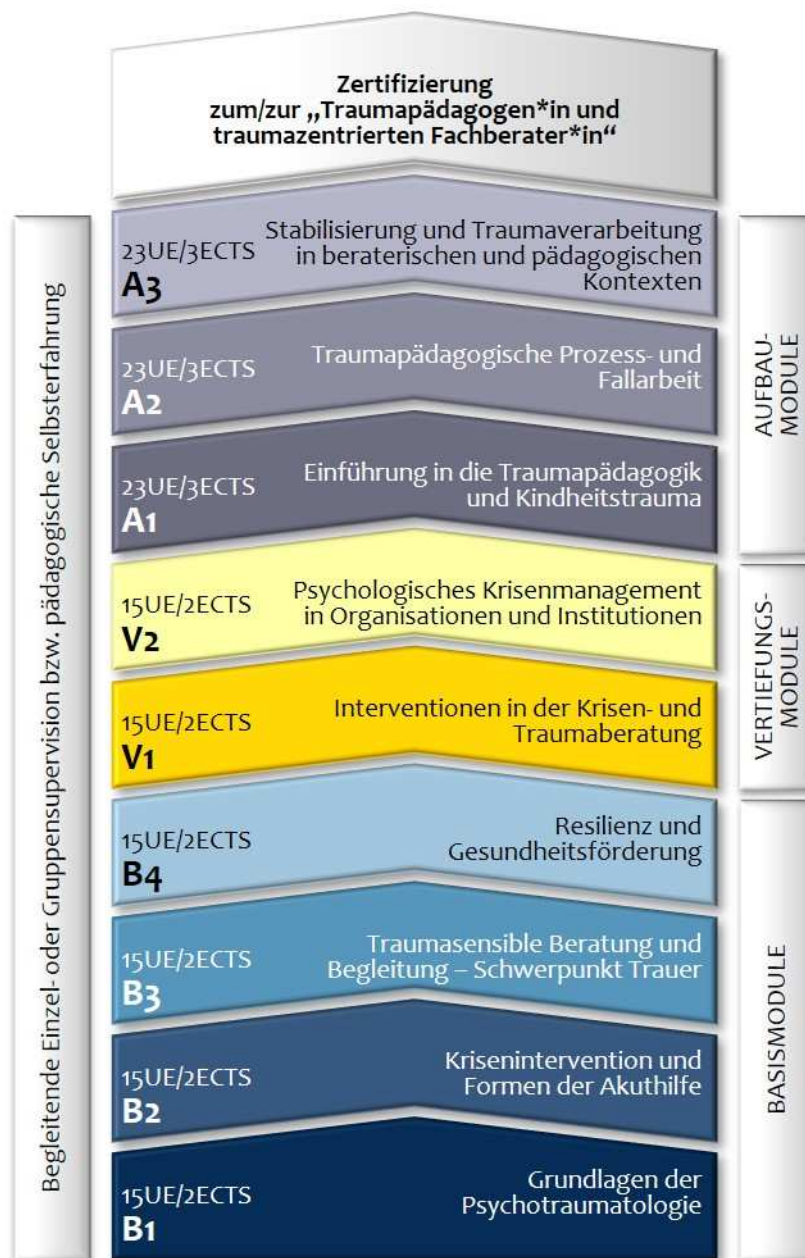 Zertifizierung
zum/zur „Traumapädagogen*in und
traumazentrierten Fachberater*in“
Begleitende Einzel- oder Gruppensupervision bzw. pädagogische Selbsterfahrung
23UE/3ECTS
A3
Stabilisierung und Traumaverarbeitung
in beraterischen und pädagogischen
Kontexten
23UE/3ECTS
A2
Traumapädagogische Prozess- und
Fallarbeit
23UE/3ECTS
A1
Einführung in die Traumapädagogik
und Kindheitstrauma
AUFBAU-
MODULE
15UE/2ECTS
V2
Psychologisches Krisenmanagement
in Organisationen und Institutionen
15UE/2ECTS
V1
Interventionen in der Krisen- und
Traumaberatung
VERTIEFUNGS-
MODULE
15UE/2ECTS
B4
Resilienz und
Gesundheitsförderung
15UE/2ECTS
B3
Traumasensible Beratung und
Begleitung – Schwerpunkt Trauer
15UE/2ECTS
B2
Krisenintervention und
Formen der Akuthilfe
15UE/2ECTS
B1
Grundlagen der
Psychotraumatologie
BASISMODULE